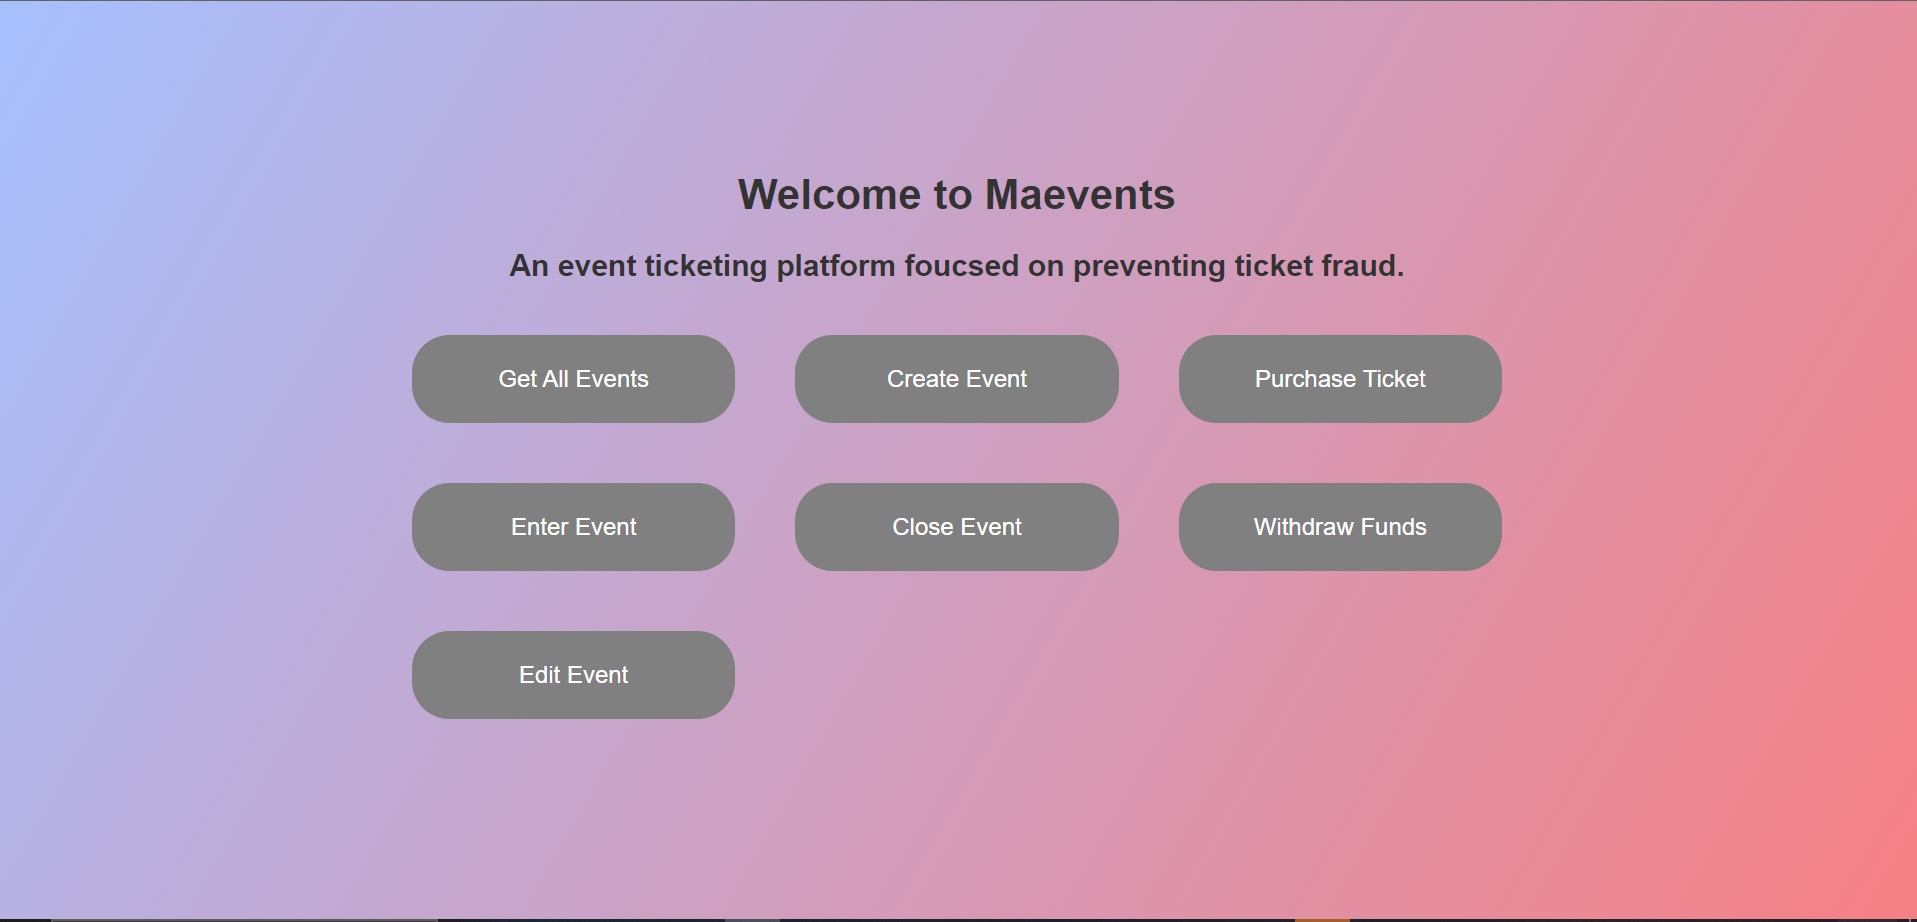 Welcome to Maevents
An event ticketing platform foucsed on preventing ticket fraud.
Get All Events
Create Event
Purchase Ticket
Enter Event
Close Event
Withdraw Funds
Edit Event